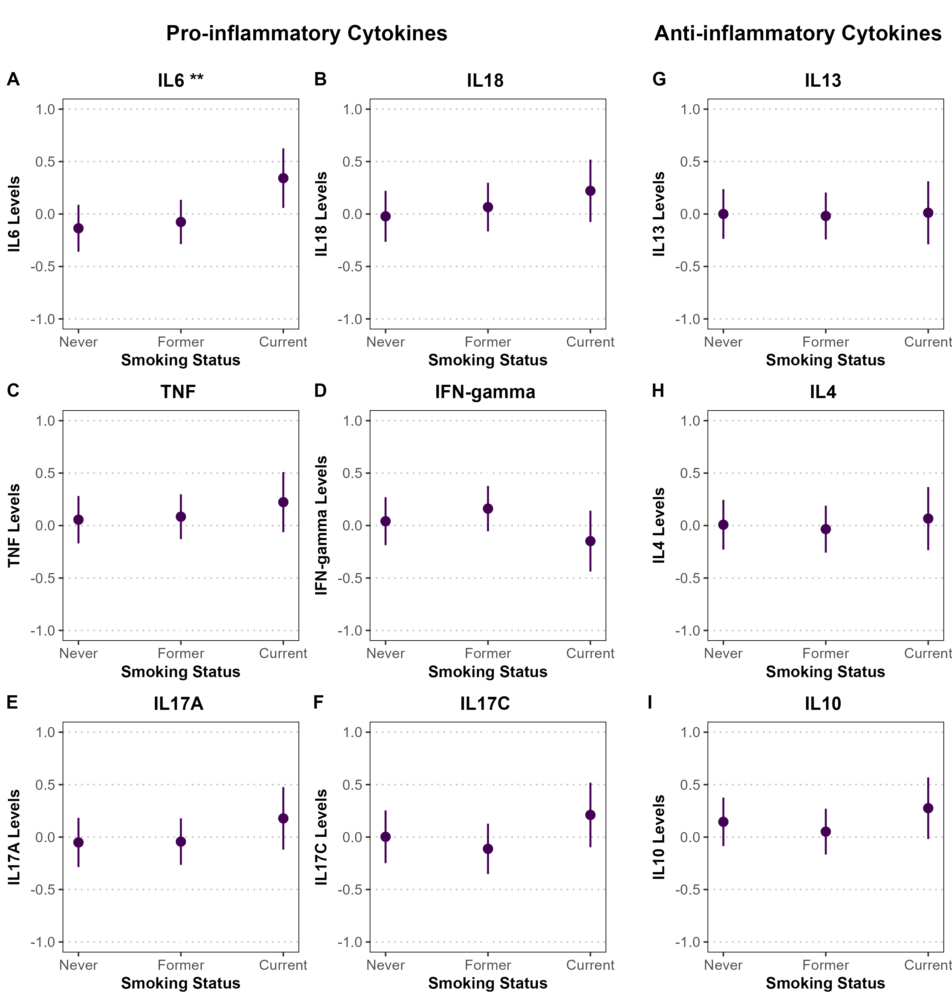 Pro-inflammatory Cytokines
Anti-inflammatory Cytokines
A
IL6 **
IL6 Levels
1.0
0.5
0.0
-0.5
-1.0
Never Former Current
Smoking Status
B
IL18
IL18 Levels
1.0
0.5
0.0
-0.5
-1.0
Never Former Current
Smoking Status
G
IL13
IL13 Levels
1.0
0.5
0.0
-0.5
-1.0
Never Former Current
Smoking Status
C
TNF
TNF Levels
1.0
0.5
0.0
-0.5
-1.0
Never Former Current
Smoking Status
D
IFN-gamma
IFN-gamma Levels
1.0
0.5
0.0
-0.5
-1.0
Never Former Current
Smoking Status
H
IL4
IL4 Levels
1.0
0.5
0.0
-0.5
-1.0
Never Former Current
Smoking Status
E
IL17A
IL17A Levels
1.0
0.5
0.0
-0.5
-1.0
Never Former Current
Smoking Status
F
IL17C
IL17C Levels
1.0
0.5
0.0
-0.5
-1.0
Never Former Current
Smoking Status
I
IL10
IL10 Levels
1.0
0.5
0.0
-0.5
-1.0
Never Former Current
Smoking Status